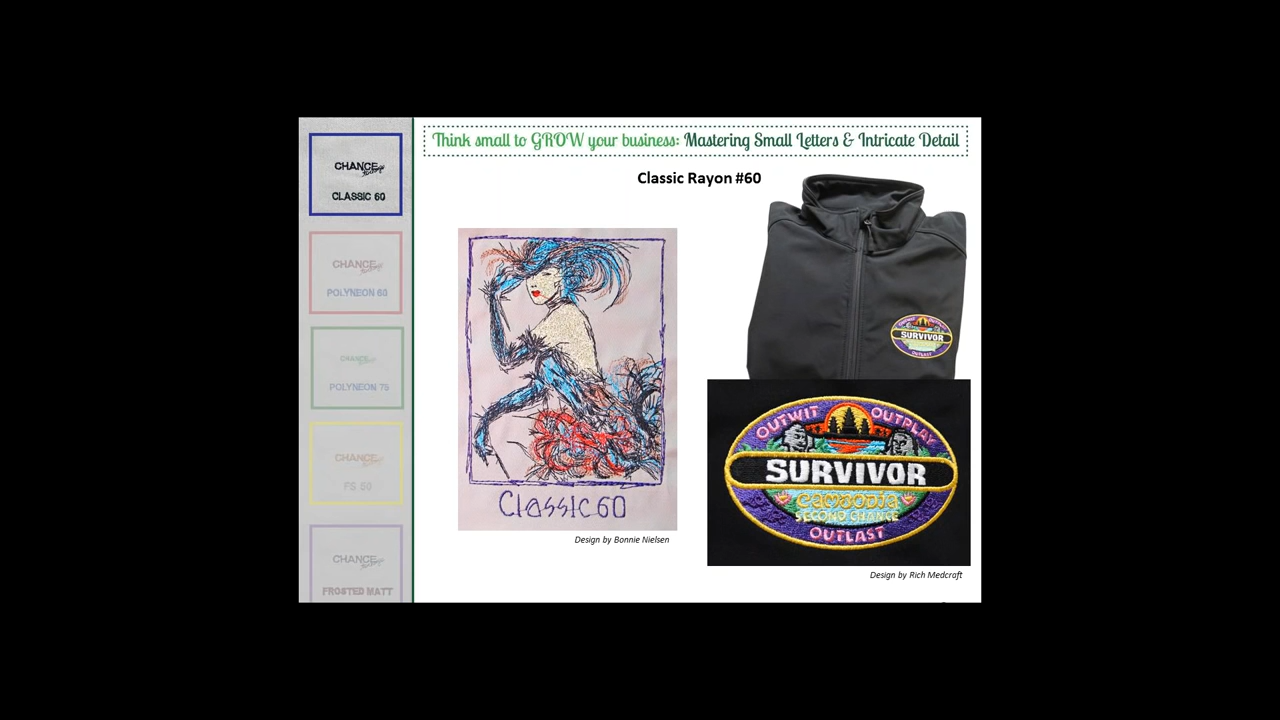 Think small to GROW your business: Mastering Small Letters & Intricate Detail
Classic Rayon #60
CHANCE
CLASSIC 60
CHANCE
POLYNEON 60
CHANCE
POLYNEON 75
CHANCE
FS 50
CHANCE
FROSTED MATT
Classic 60
Design by Bonnie Nielsen
SURVIVOR
OUTLAST
OUTWIT OUTPLAY
SURVIVOR
CAMBODIA
SECOND CHANCE
OUTLAST
Design by Rich Medcraft